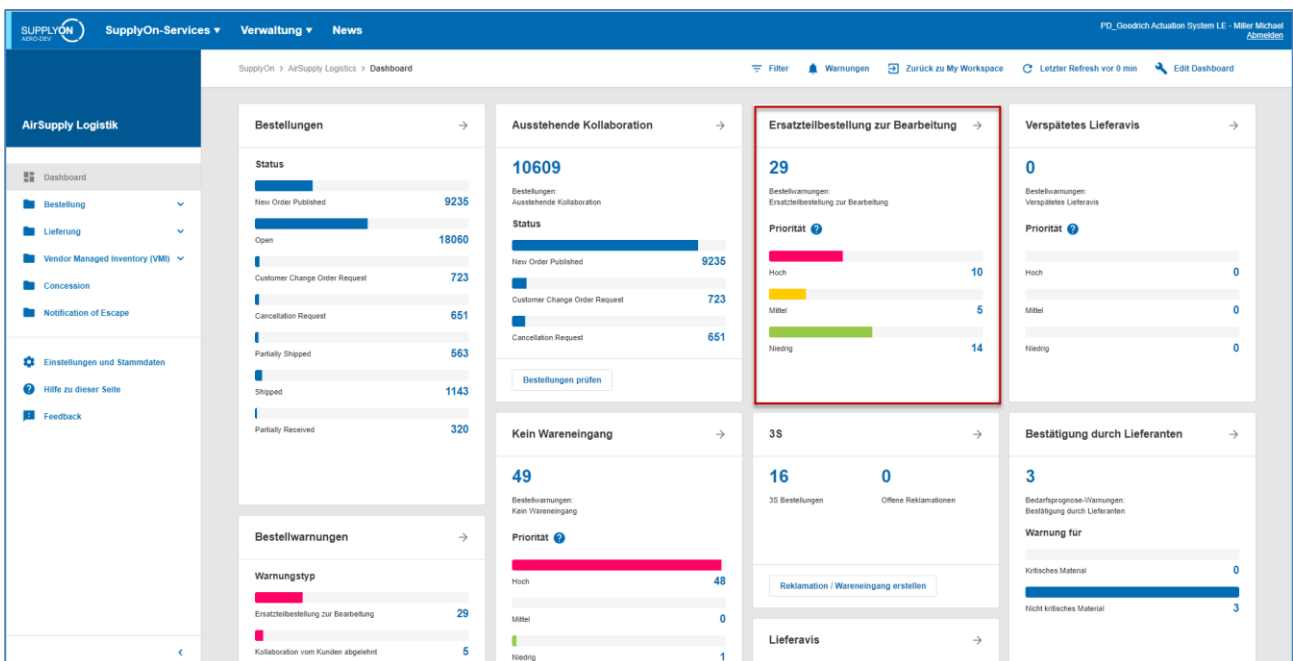 SUPPLYON
AERO-DEV
SupplyOn-Services
Verwaltung
News
PD_Goodrich Actuation System LE - Miller Michael
Abmelden
SupplyOn > AirSupply Logistics > Dashboard
Filter
Warnungen
Zurück zu My Workspace
Letzter Refresh vor 0 min
Edit Dashboard
AirSupply Logistik
Dashboard
Bestellung
Lieferung
Vendor Managed Inventory (VMI)
Concession
Notification of Escape
Einstellungen und Stammdaten
Hilfe zu dieser Seite
Feedback
Bestellungen
Status
New Order Published 9235
Open 18060
Customer Change Order Request 723
Cancellation Request 651
Partially Shipped 563
Shipped 1143
Partially Received 320
Bestellwarnungen
Warnungstyp
Ersatzteilbestellung zur Bearbeitung 29
Kollaboration vom Kunden abgelehnt 5
Ausstehende Kollaboration
10609
Bestellungen:
Ausstehende Kollaboration
Status
New Order Published 9235
Customer Change Order Request 723
Cancellation Request 651
Bestellungen prüfen
Kein Wareneingang
49
Bestellwarnungen:
Kein Wareneingang
Priorität
Hoch 48
Mittel 0
Niedrig 1
Ersatzteilbestellung zur Bearbeitung
29
Bestellwarnungen:
Ersatzteilbestellung zur Bearbeitung
Priorität
Hoch 10
Mittel 5
Niedrig 14
3S
16 0
3S Bestellungen Offene Reklamationen
Reklamation / Wareneingang erstellen
Lieferavis
Verspätetes Lieferavis
0
Bestellwarnungen:
Verspätetes Lieferavis
Priorität
Hoch 0
Mittel 0
Niedrig 0
Bestätigung durch Lieferanten
3
Bedarfsprognose-Warnungen:
Bestätigung durch Lieferanten
Warnung für
Kritisches Material 0
Nicht kritisches Material 3